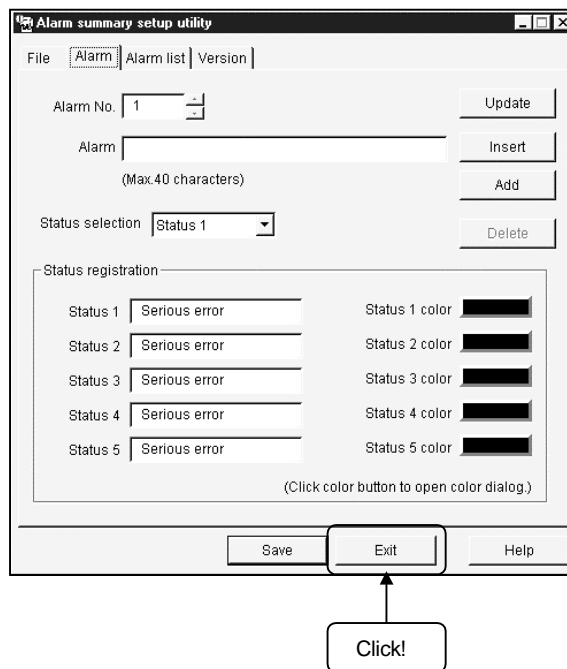 Alarm summary setup utility
File Alarm Alarm list Version
Alarm No. 1 Update
Alarm Insert
(Max.40 characters) Add
Status selection Status 1 Delete
Status registration
Status 1 Serious error Status 1 color
Status 2 Serious error Status 2 color
Status 3 Serious error Status 3 color
Status 4 Serious error Status 4 color
Status 5 Serious error Status 5 color
(Click color button to open color dialog.)
Save Exit Help
Click!